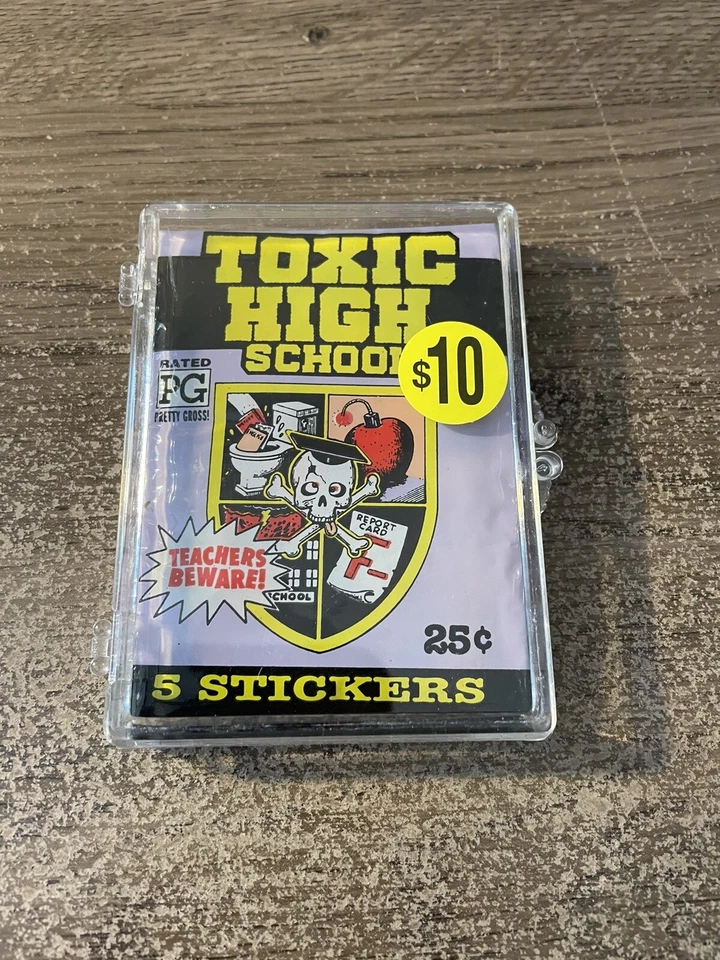 TOXIC
HIGH
SCHOOL
$10
RATED
PG
PRETTY GROSS!
REPORT
CARD
F-
TEACHERS
BEWARE!
SCHOOL
25¢
5 STICKERS